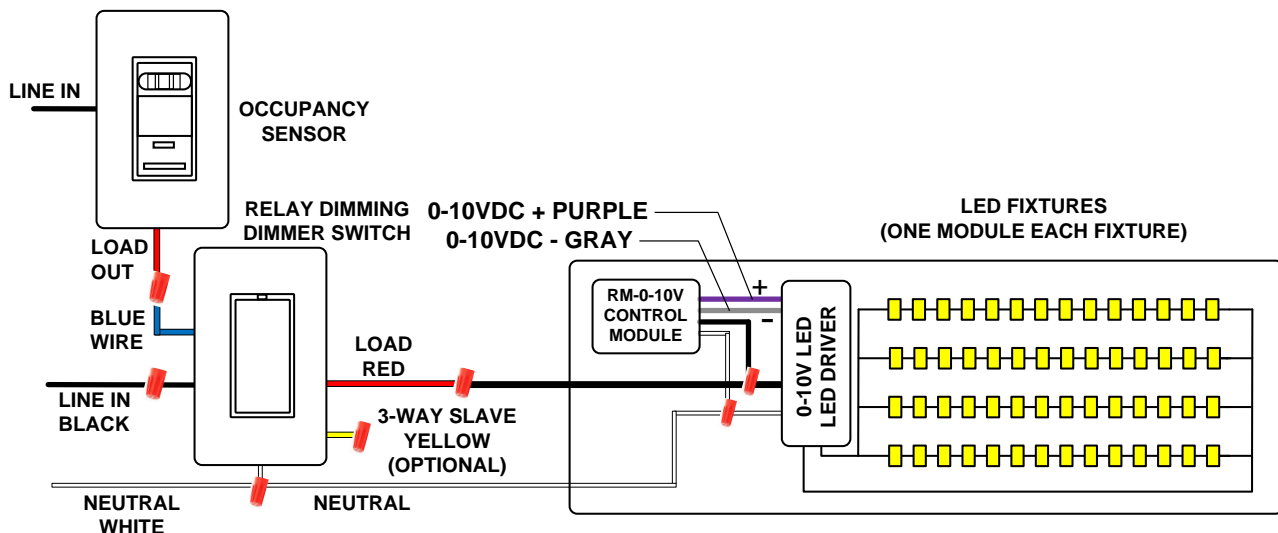 LINE IN
OCCUPANCY
SENSOR
LOAD
OUT
RELAY DIMMING
DIMMER SWITCH
0-10VDC + PURPLE
0-10VDC - GRAY
LED FIXTURES
(ONE MODULE EACH FIXTURE)
BLUE
WIRE
LINE IN
BLACK
LOAD
RED
3-WAY SLAVE
YELLOW
(OPTIONAL)
NEUTRAL
WHITE
NEUTRAL
RM-0-10V
CONTROL
MODULE
+
-
0-10V LED
LED DRIVER